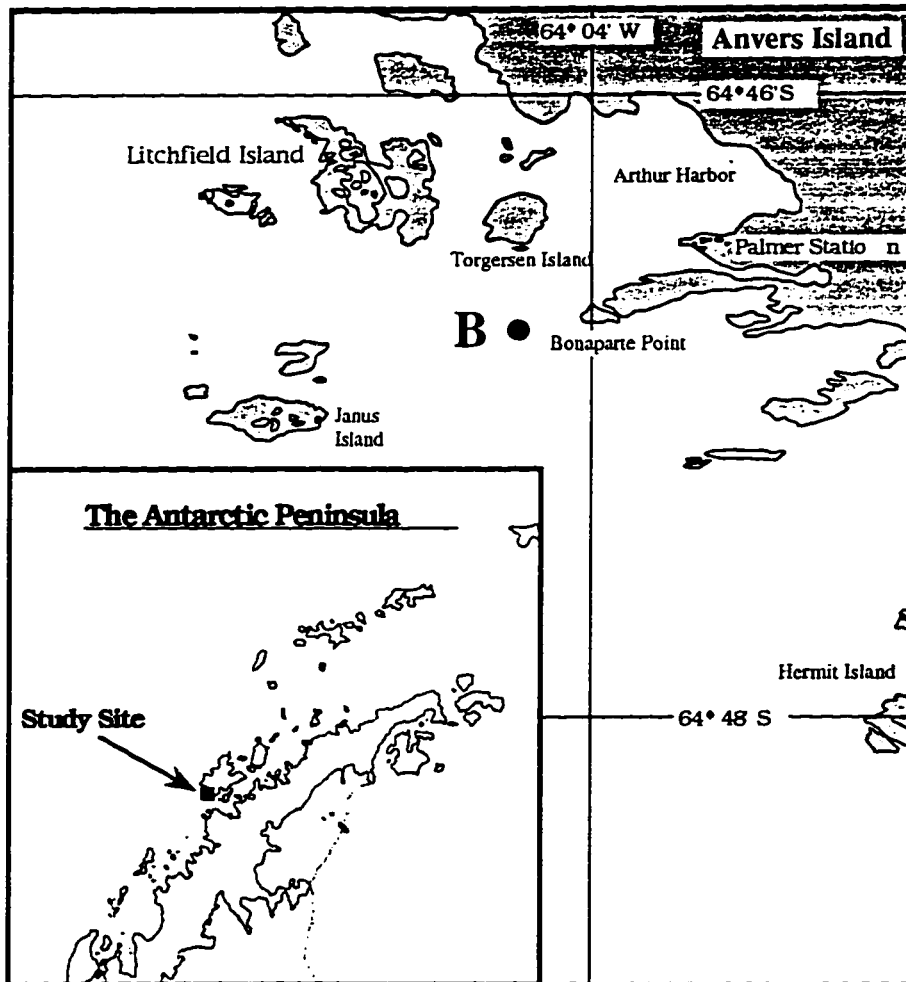 64° 04' W
Anvers Island
64° 46' S
Litchfield Island
Arthur Harbor
Palmer Statio n
Torgersen Island
B
Bonaparte Point
Janus
Island
The Antarctic Peninsula
Study Site
Hermit Island
64° 48' S